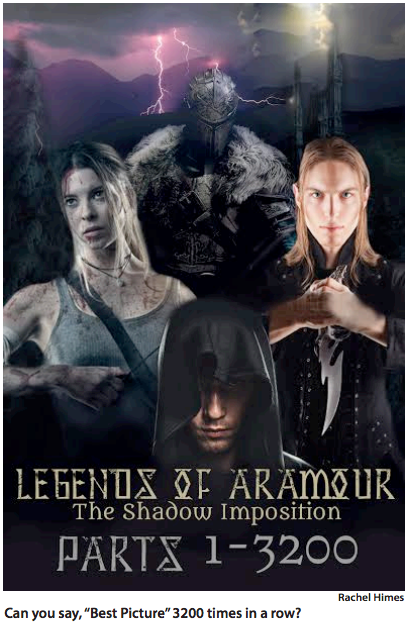 LEGENDS OF ARAMOUR
The Shadow Imposition
PARTS 1-3200
Rachel Himes
Can you say, “Best Picture” 3200 times in a row?